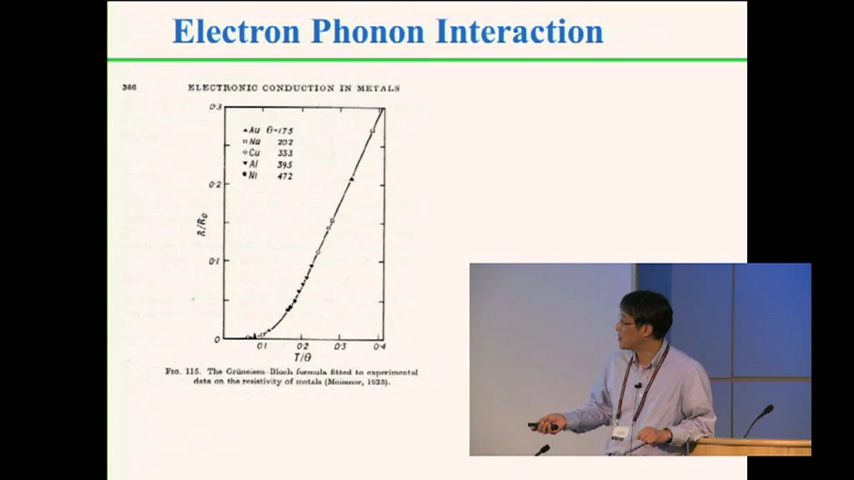 Electron Phonon Interaction
366 ELECTRONIC CONDUCTION IN METALS
0·3
Au θ=175
Na 202
Cu 333
Al 395
Ni 472
0·2
R/Rθ
0·1
0
0·1 0·2 0·3 0·4
T/θ
FIG. 115. The Grüneisen-Bloch formula fitted to experimental
data on the resistivity of metals (Meissner, 1935).